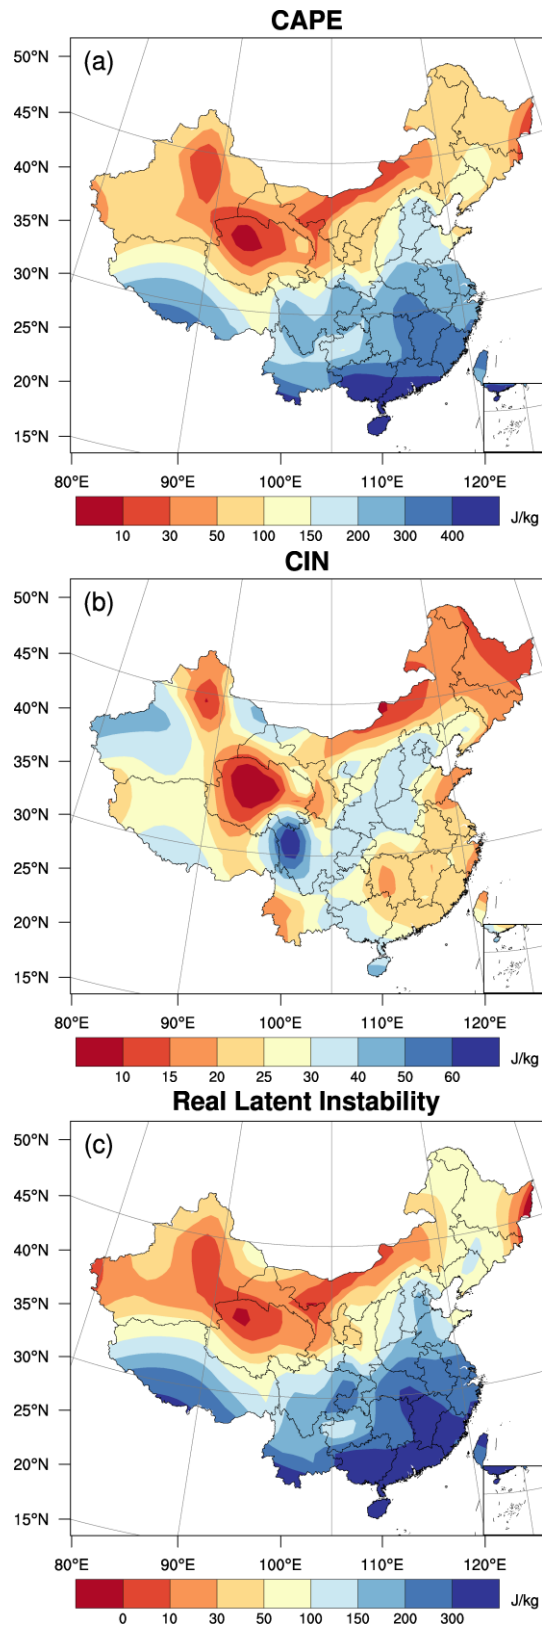 CAPE
(a)
50°N
45°N
40°N
35°N
30°N
25°N
20°N
15°N
80°E 90°E 100°E 110°E 120°E
10 30 50 100 150 200 300 400 J/kg
CIN
(b)
50°N
45°N
40°N
35°N
30°N
25°N
20°N
15°N
80°E 90°E 100°E 110°E 120°E
10 15 20 25 30 40 50 60 J/kg
Real Latent Instability
(c)
50°N
45°N
40°N
35°N
30°N
25°N
20°N
15°N
80°E 90°E 100°E 110°E 120°E
0 10 30 50 100 150 200 300 J/kg